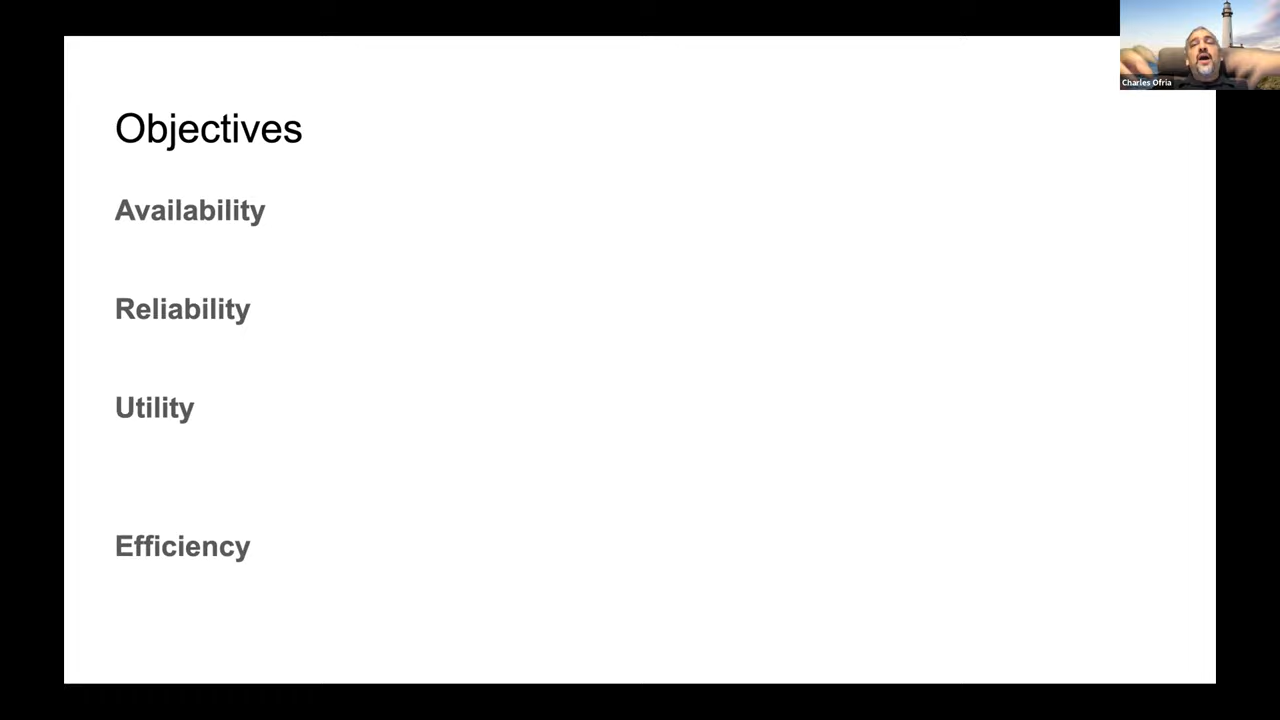 Objectives
Availability
Reliability
Utility
Efficiency
Charles Ofria